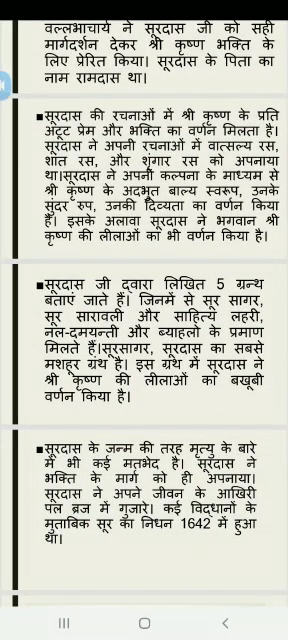 वल्लभाचार्य ने सूरदास जी को सही
मार्गदर्शन देकर श्री कृष्ण भक्ति के
लिए प्रेरित किया। सूरदास के पिता का
नाम रामदास था।
▪सूरदास की रचनाओं में श्री कृष्ण के प्रति
अटूट प्रेम और भक्ति का वर्णन मिलता है।
सूरदास ने अपनी रचनाओं में वात्सल्य रस,
शांत रस, और शृंगार रस को अपनाया
था।सूरदास ने अपनी कल्पना के माध्यम से
श्री कृष्ण के अदभुत बाल्य स्वरूप, उनके
सुंदर रुप, उनकी दिव्यता का वर्णन किया
है। इसके अलावा सूरदास ने भगवान श्री
कृष्ण की लीलाओं का भी वर्णन किया है।
▪सूरदास जी द्वारा लिखित 5 ग्रन्थ
बताएं जाते हैं। जिनमें से सूर सागर,
सूर सारावली और साहित्य लहरी,
नल-दमयन्ती और ब्याहलो के प्रमाण
मिलते हैं।सूरसागर, सूरदास का सबसे
मशहूर ग्रंथ है। इस ग्रंथ में सूरदास ने
श्री कृष्ण की लीलाओं का बखूबी
वर्णन किया है।
▪सूरदास के जन्म की तरह मृत्यु के बारे
में भी कई मतभेद है। सूरदास ने
भक्ति के मार्ग को ही अपनाया।
सूरदास ने अपने जीवन के आखिरी
पल ब्रज में गुजारे। कई विद्धानों के
मुताबिक सूर का निधन 1642 में हुआ
था।